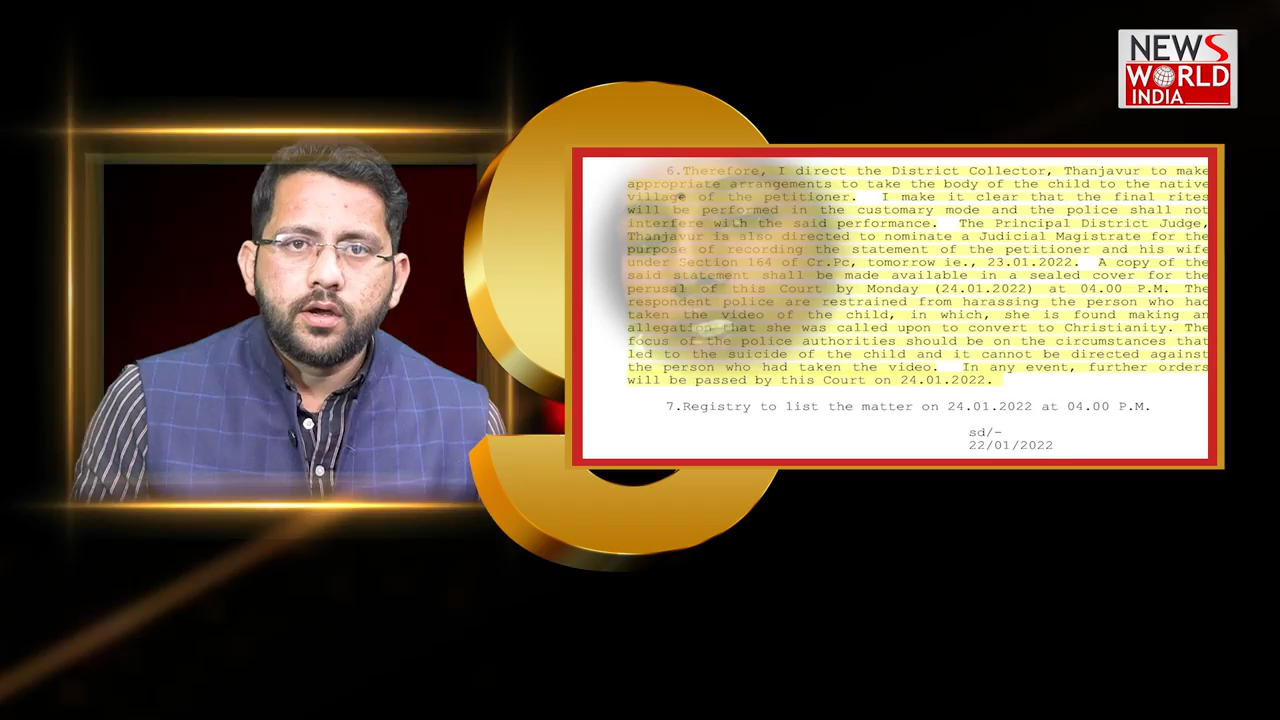 NEWS
WORLD
INDIA
6.Therefore, I direct the District Collector, Thanjavur to make
appropriate arrangements to take the body of the child to the native
village of the petitioner. I make it clear that the final rites
will be performed in the customary mode and the police shall not
interfere with the said performance. The Principal District Judge,
Thanjavur is also directed to nominate a Judicial Magistrate for the
purpose of recording the statement of the petitioner and his wife
under Section 164 of Cr.Pc, tomorrow ie., 23.01.2022. A copy of the
said statement shall be made available in a sealed cover for the
perusal of this Court by Monday (24.01.2022) at 04.00 P.M. The
respondent police are restrained from harassing the person who had
taken the video of the child, in which, she is found making an
allegation that she was called upon to convert to Christianity. The
focus of the police authorities should be on the circumstances that
led to the suicide of the child and it cannot be directed against
the person who had taken the video. In any event, further orders
will be passed by this Court on 24.01.2022.
7.Registry to list the matter on 24.01.2022 at 04.00 P.M.
sd/-
22/01/2022